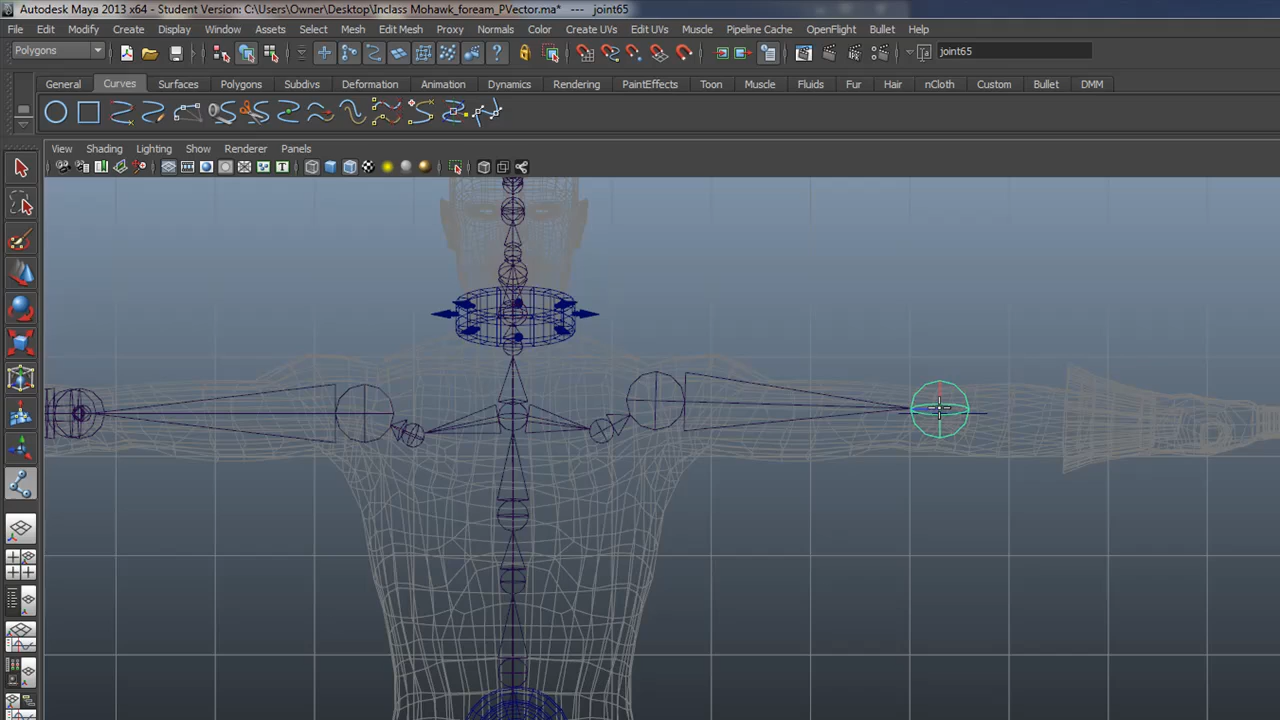 Autodesk Maya 2013 x64 - Student Version: C:\Users\Owner\Desktop\Inclass Mohawk_foream_PVector.ma* --- joint65
File Edit Modify Create Display Window Assets Select Mesh Edit Mesh Proxy Normals Color Create UVs Edit UVs Muscle Pipeline Cache OpenFlight Bullet Help
Polygons joint65
General Curves Surfaces Polygons Subdivs Deformation Animation Dynamics Rendering PaintEffects Toon Muscle Fluids Fur Hair nCloth Custom Bullet DMM
View Shading Lighting Show Renderer Panels